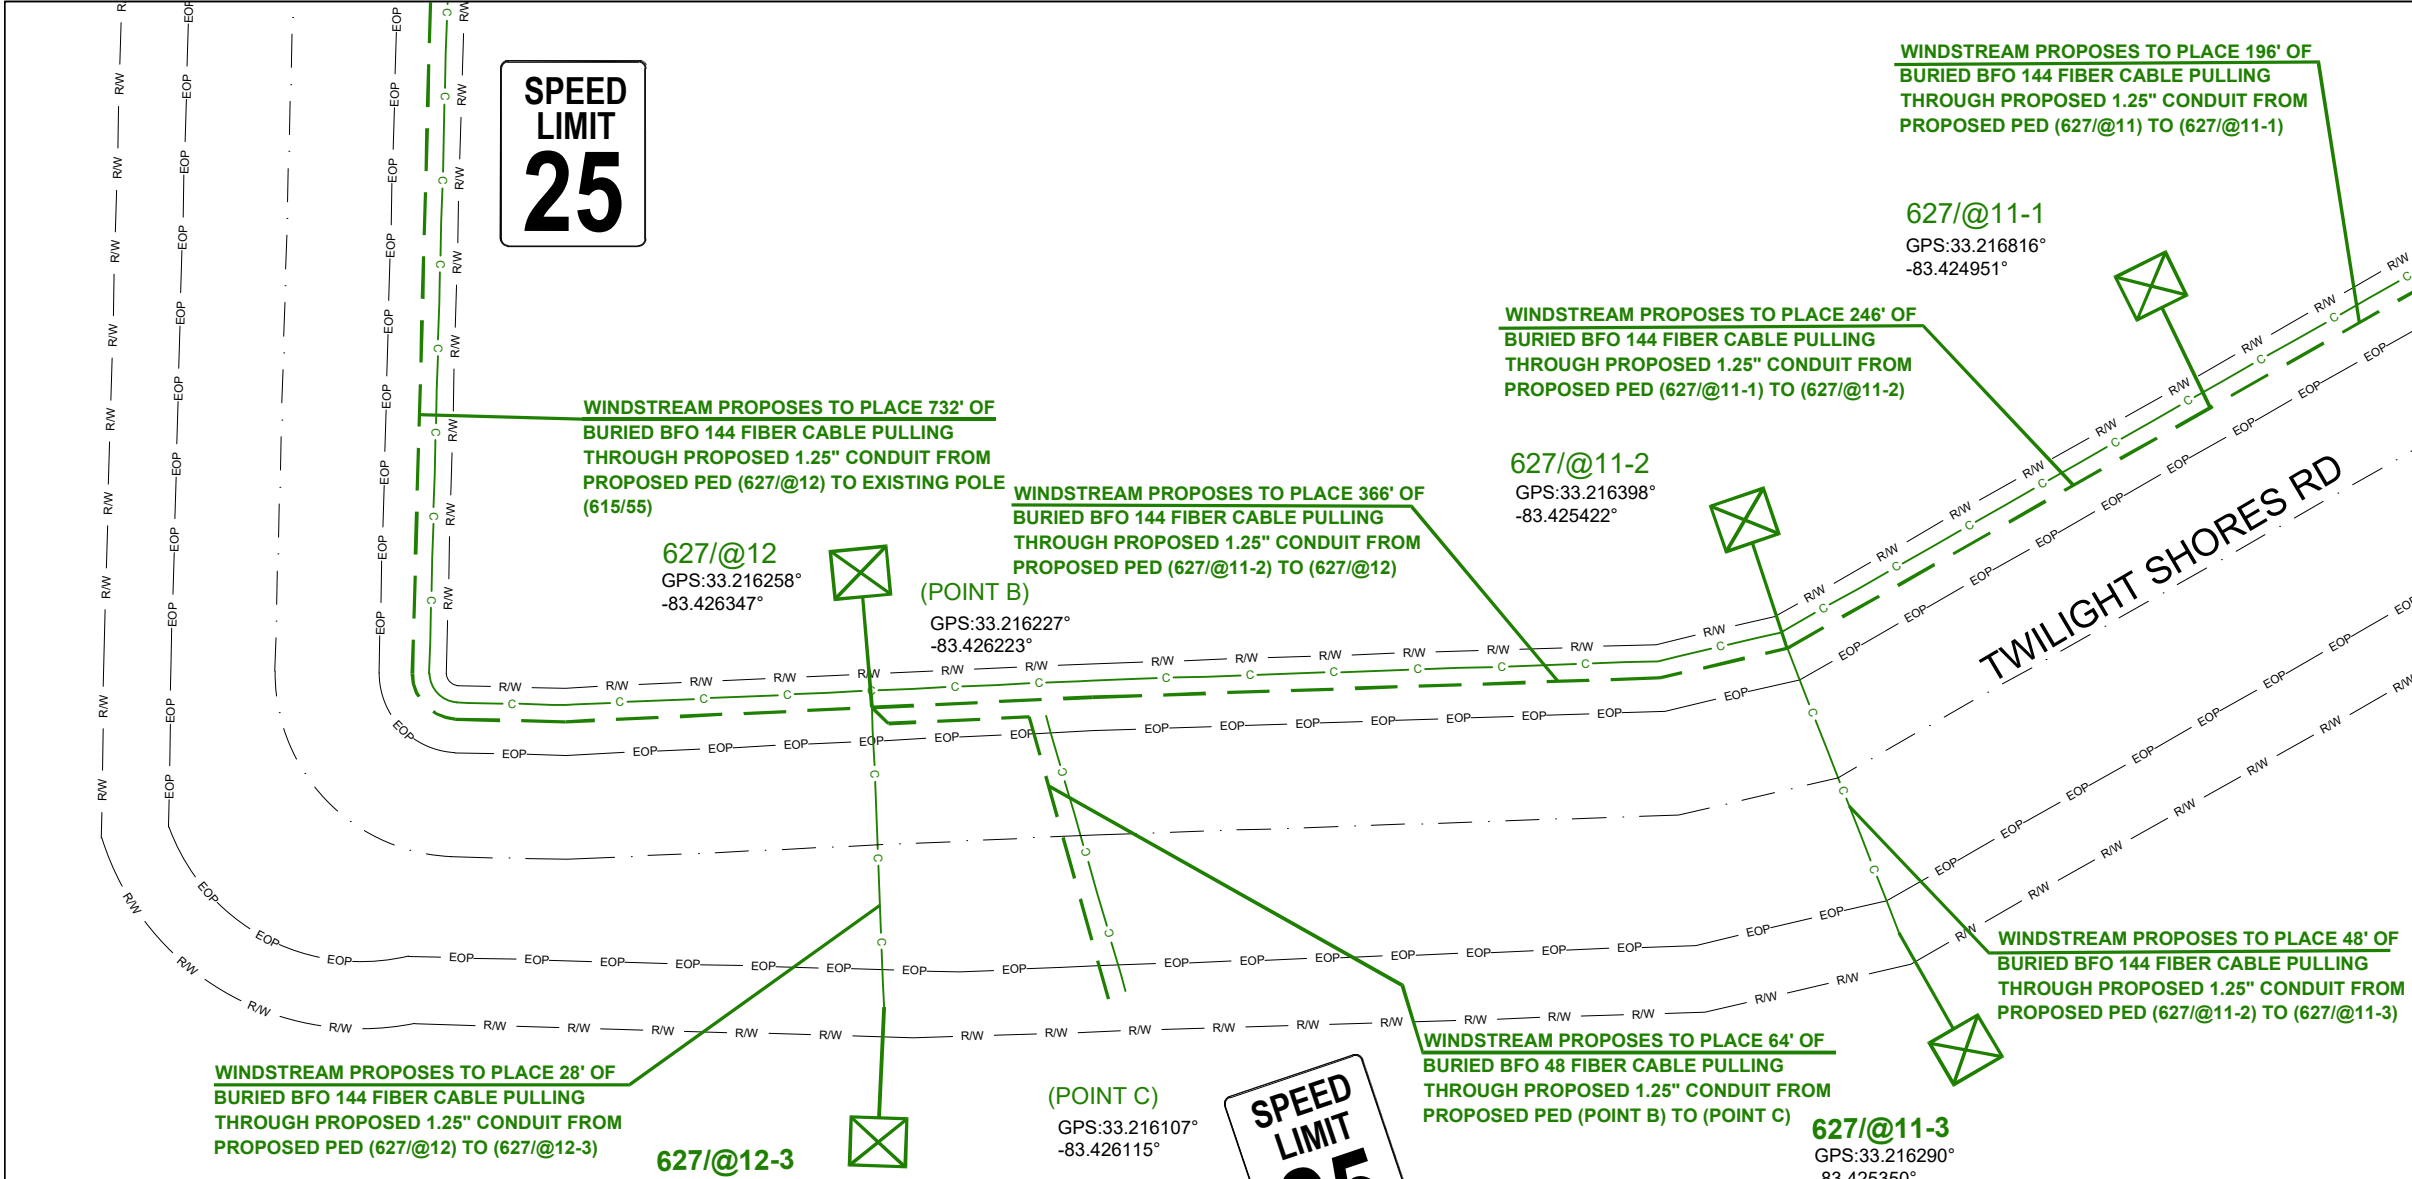 SPEED
LIMIT
25
WINDSTREAM PROPOSES TO PLACE 196' OF
BURIED BFO 144 FIBER CABLE PULLING
THROUGH PROPOSED 1.25" CONDUIT FROM
PROPOSED PED (627/@11) TO (627/@11-1)
627/@11-1
GPS:33.216816°
-83.424951°
WINDSTREAM PROPOSES TO PLACE 246' OF
BURIED BFO 144 FIBER CABLE PULLING
THROUGH PROPOSED 1.25" CONDUIT FROM
PROPOSED PED (627/@11-1) TO (627/@11-2)
WINDSTREAM PROPOSES TO PLACE 732' OF
BURIED BFO 144 FIBER CABLE PULLING
THROUGH PROPOSED 1.25" CONDUIT FROM
PROPOSED PED (627/@12) TO EXISTING POLE
(615/55)
627/@11-2
GPS:33.216398°
-83.425422°
WINDSTREAM PROPOSES TO PLACE 366' OF
BURIED BFO 144 FIBER CABLE PULLING
THROUGH PROPOSED 1.25" CONDUIT FROM
PROPOSED PED (627/@11-2) TO (627/@12)
627/@12
GPS:33.216258°
-83.426347°
(POINT B)
GPS:33.216227°
-83.426223°
TWILIGHT SHORES RD
WINDSTREAM PROPOSES TO PLACE 48' OF
BURIED BFO 144 FIBER CABLE PULLING
THROUGH PROPOSED 1.25" CONDUIT FROM
PROPOSED PED (627/@11-2) TO (627/@11-3)
WINDSTREAM PROPOSES TO PLACE 64' OF
BURIED BFO 48 FIBER CABLE PULLING
THROUGH PROPOSED 1.25" CONDUIT FROM
PROPOSED PED (POINT B) TO (POINT C)
WINDSTREAM PROPOSES TO PLACE 28' OF
BURIED BFO 144 FIBER CABLE PULLING
THROUGH PROPOSED 1.25" CONDUIT FROM
PROPOSED PED (627/@12) TO (627/@12-3)
627/@12-3
(POINT C)
GPS:33.216107°
-83.426115°
SPEED
LIMIT
627/@11-3
GPS:33.216290°
-83.425350°
R/W
EOP
C